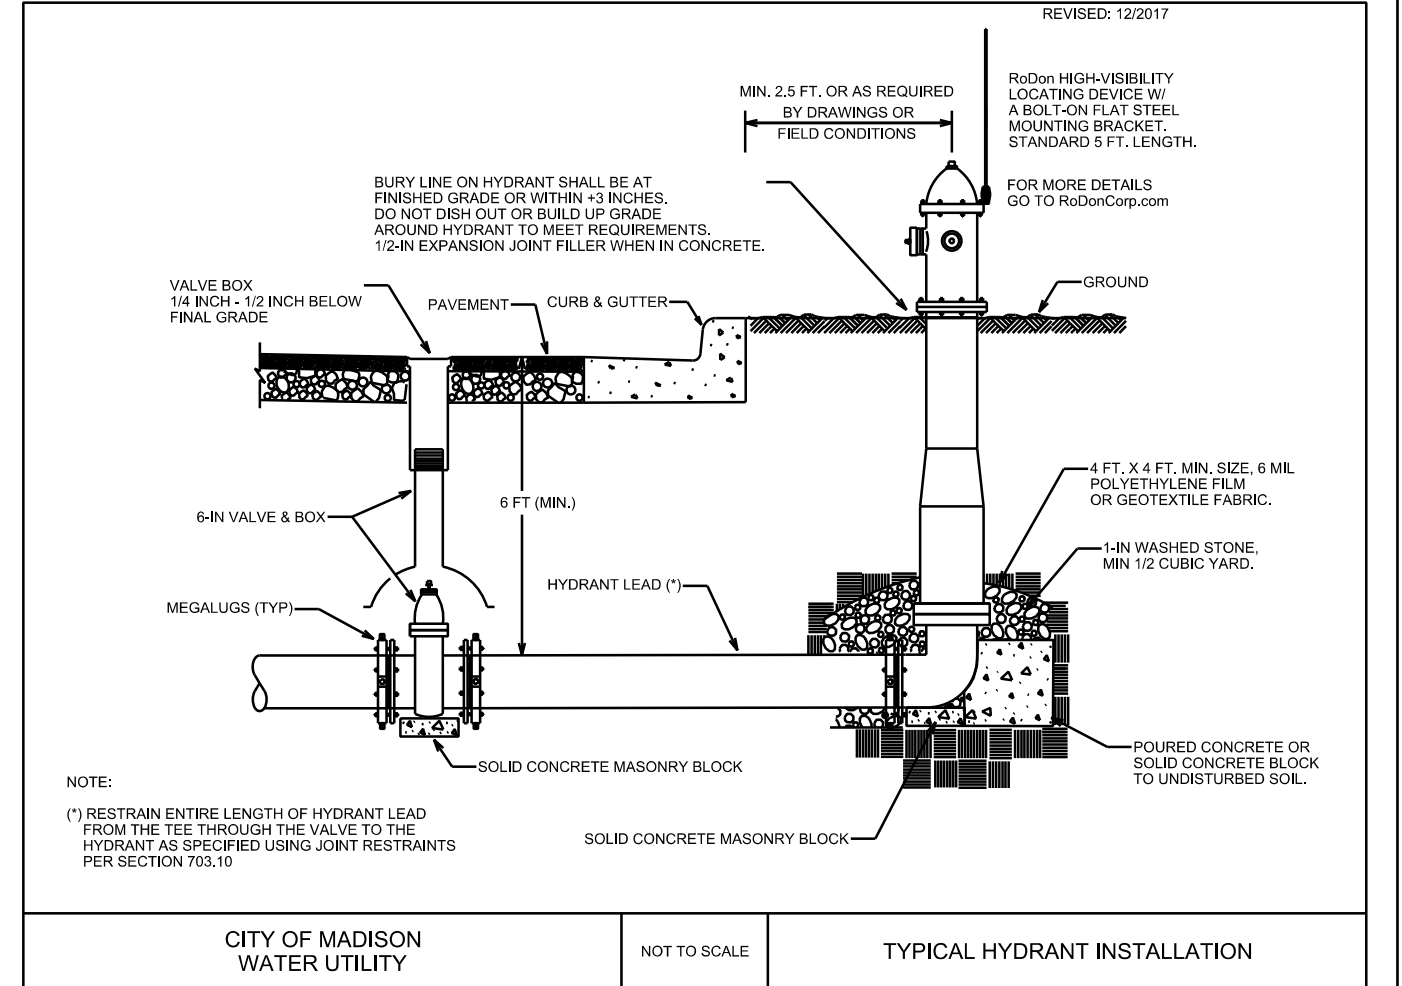 REVISED: 12/2017
RoDon HIGH-VISIBILITY
LOCATING DEVICE W/
A BOLT-ON FLAT STEEL
MOUNTING BRACKET.
STANDARD 5 FT. LENGTH.
FOR MORE DETAILS
GO TO RoDonCorp.com
MIN. 2.5 FT. OR AS REQUIRED
BY DRAWINGS OR
FIELD CONDITIONS
BURY LINE ON HYDRANT SHALL BE AT
FINISHED GRADE OR WITHIN +3 INCHES.
DO NOT DISH OUT OR BUILD UP GRADE
AROUND HYDRANT TO MEET REQUIREMENTS.
1/2-IN EXPANSION JOINT FILLER WHEN IN CONCRETE.
VALVE BOX
1/4 INCH - 1/2 INCH BELOW
FINAL GRADE
PAVEMENT
CURB & GUTTER
GROUND
6 FT (MIN.)
6-IN VALVE & BOX
4 FT. X 4 FT. MIN. SIZE, 6 MIL
POLYETHYLENE FILM
OR GEOTEXTILE FABRIC.
1-IN WASHED STONE,
MIN 1/2 CUBIC YARD.
HYDRANT LEAD (*)
MEGALUGS (TYP)
SOLID CONCRETE MASONRY BLOCK
POURED CONCRETE OR
SOLID CONCRETE BLOCK
TO UNDISTURBED SOIL.
SOLID CONCRETE MASONRY BLOCK
NOTE:
(*) RESTRAIN ENTIRE LENGTH OF HYDRANT LEAD
FROM THE TEE THROUGH THE VALVE TO THE
HYDRANT AS SPECIFIED USING JOINT RESTRAINTS
PER SECTION 703.10
CITY OF MADISON
WATER UTILITY
NOT TO SCALE
TYPICAL HYDRANT INSTALLATION